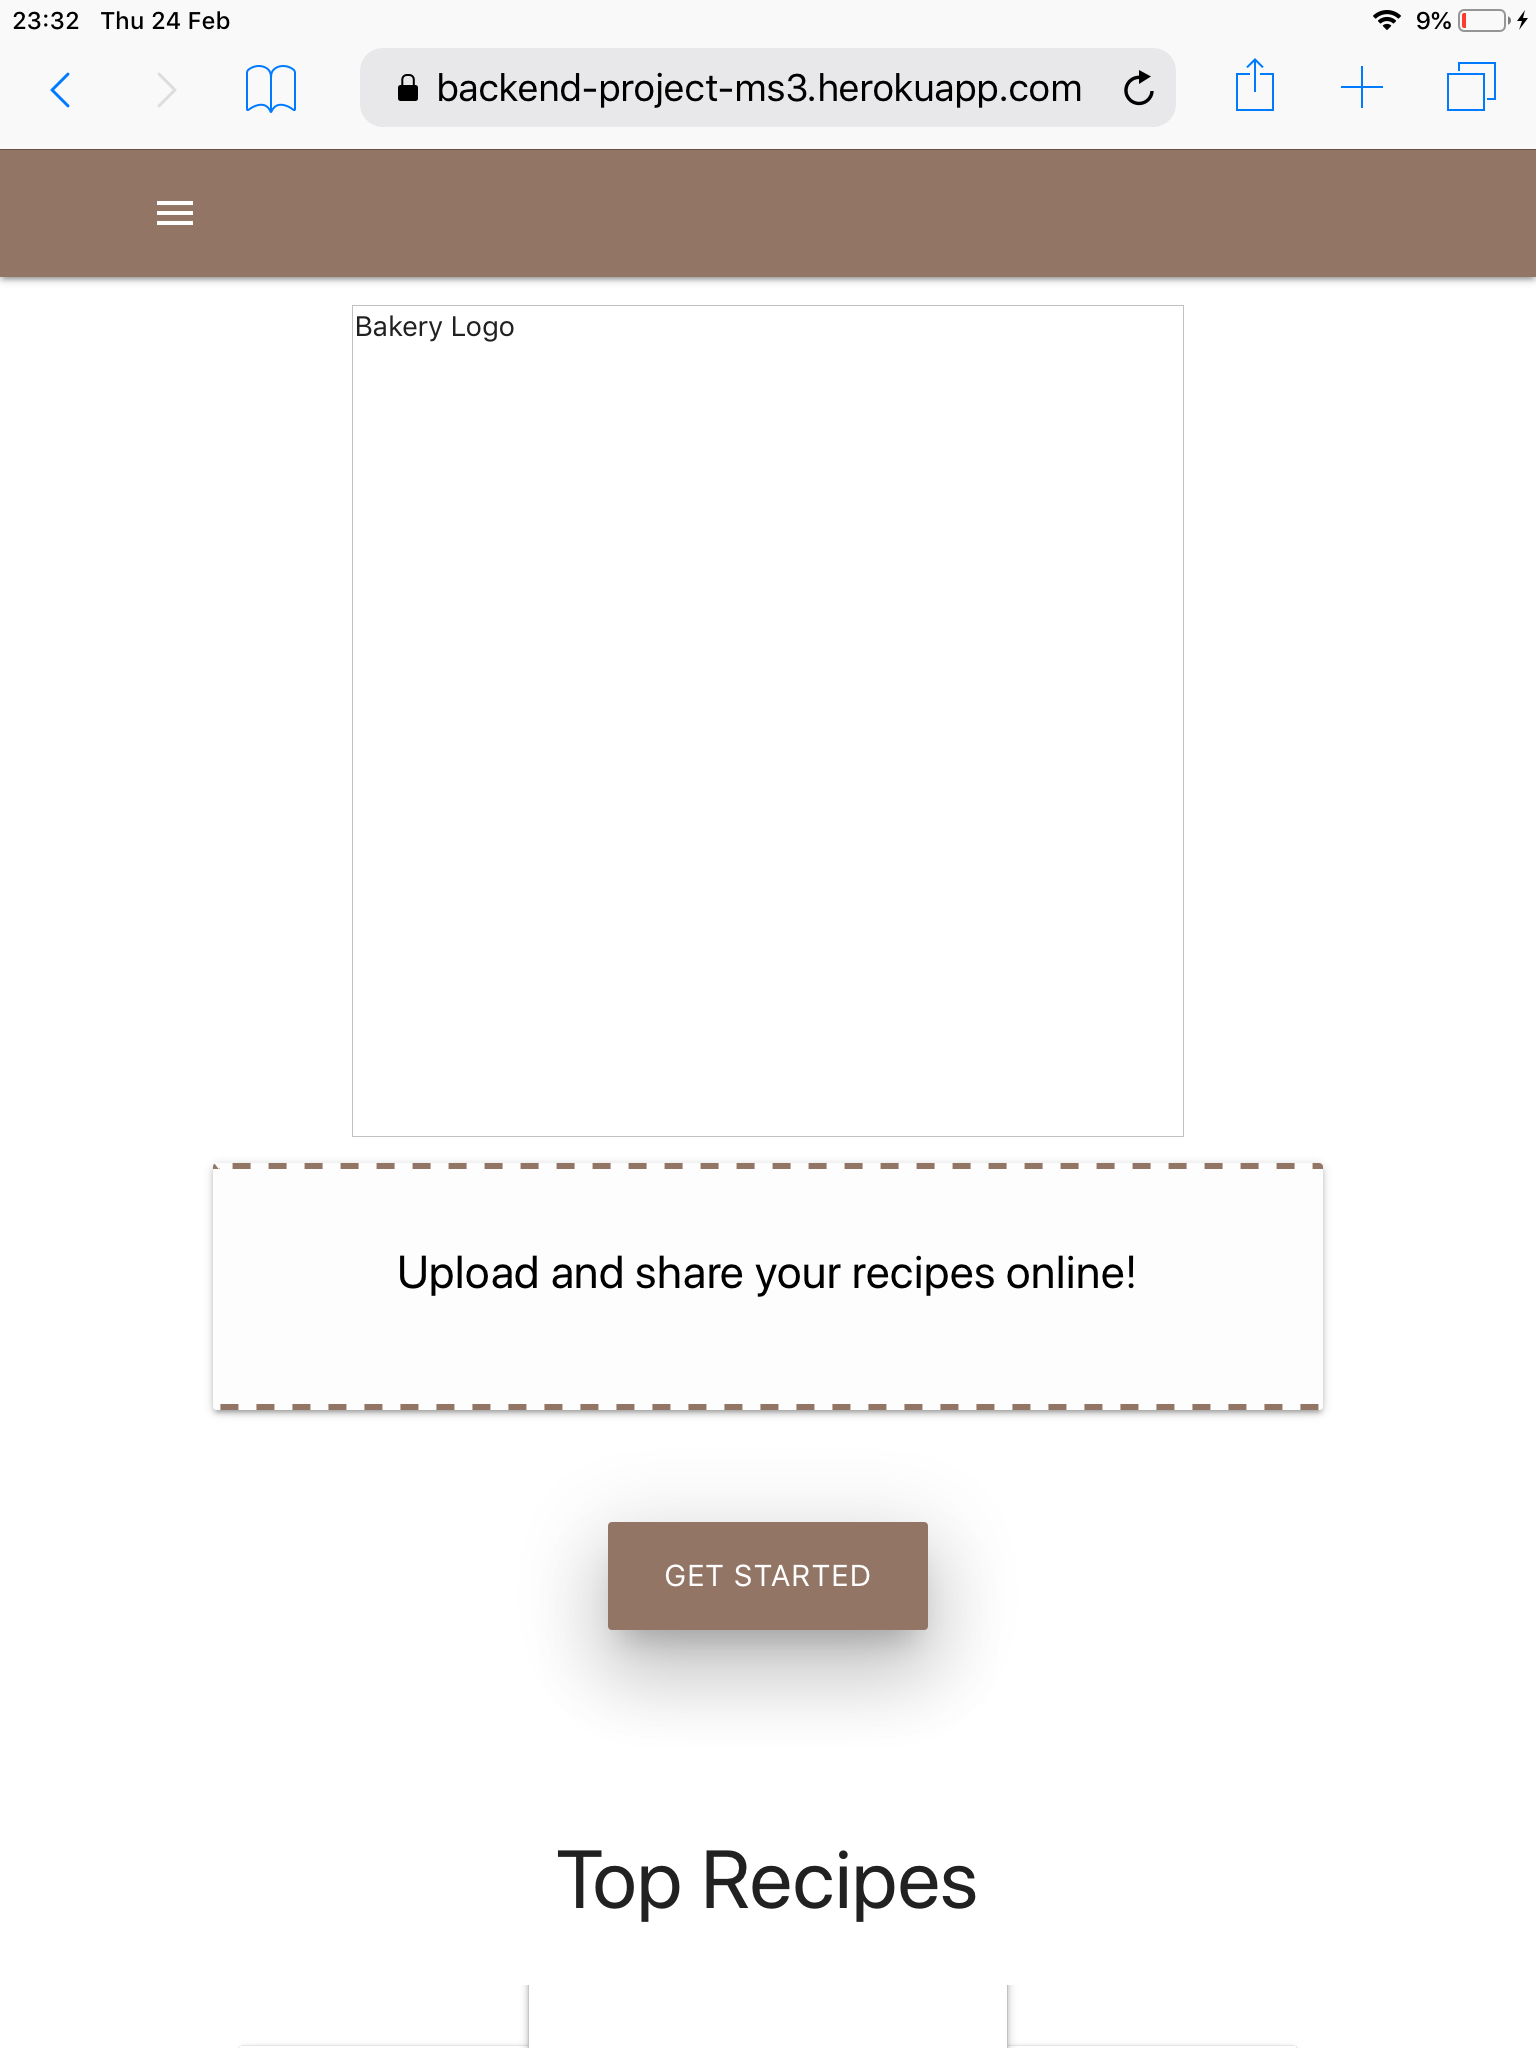 23:32 Thu 24 Feb 9%
backend-project-ms3.herokuapp.com
Bakery Logo
Upload and share your recipes online!
GET STARTED
Top Recipes